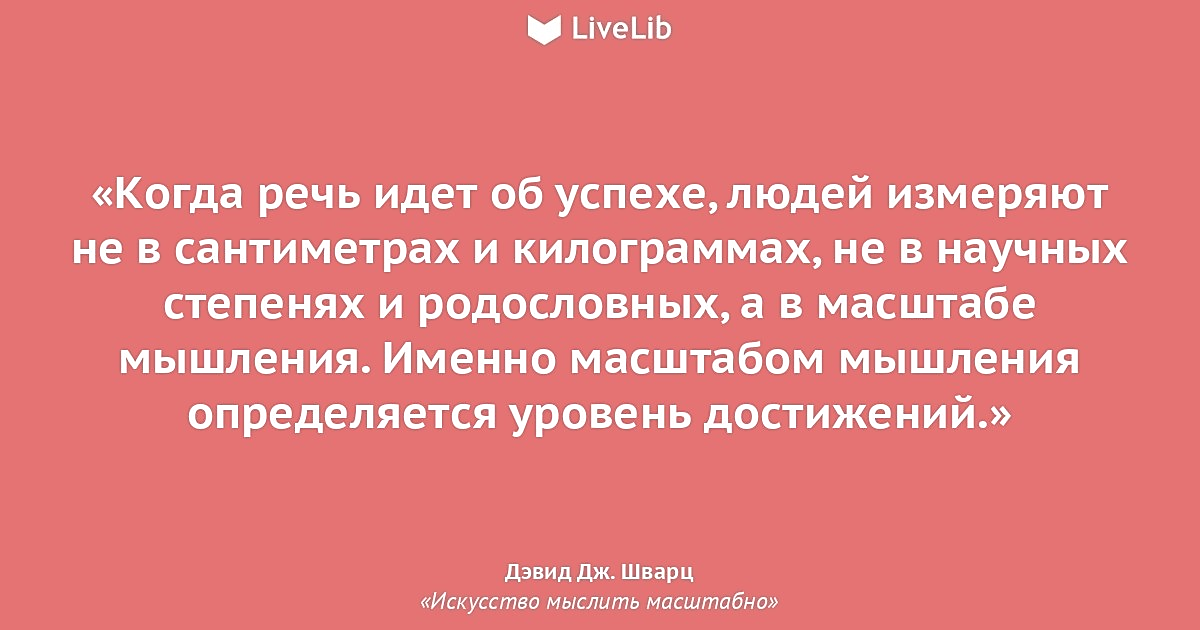 LiveLib
«Когда речь идет об успехе, людей измеряют
не в сантиметрах и килограммах, не в научных
степенях и родословных, а в масштабе
мышления. Именно масштабом мышления
определяется уровень достижений.»
Дэвид Дж. Шварц
«Искусство мыслить масштабно»